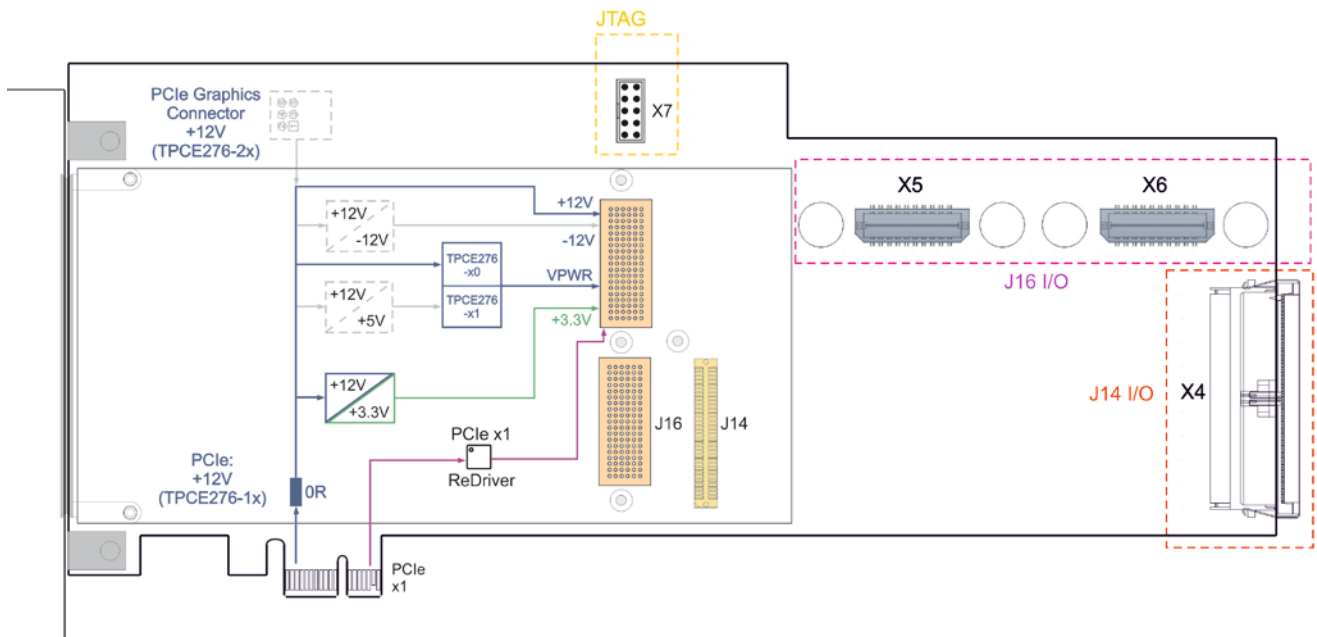 JTAG
X7
PCIe Graphics
Connector
+12V
(TPCE276-2x)
X5
X6
J16 I/O
+12V
-12V
+12V
-12V
VPWR
+3.3V
TPCE276
-x0
TPCE276
-x1
+12V
+5V
+12V
+3.3V
J16
J14
X4
J14 I/O
PCIe x1
ReDriver
PCIe:
+12V
(TPCE276-1x)
0R
PCIe
x1